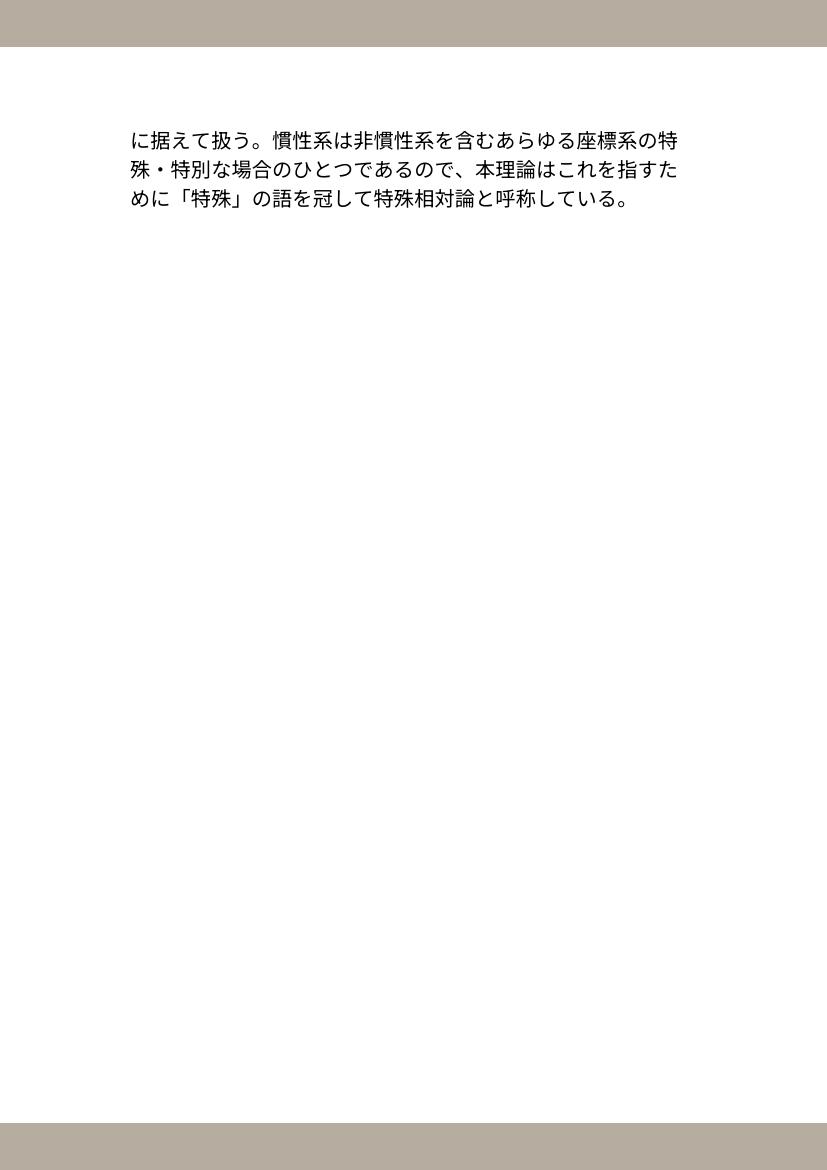 に据えて扱う。慣性系は非慣性系を含むあらゆる座標系の特
殊・特別な場合のひとつであるので、本理論はこれを指すた
めに「特殊」の語を冠して特殊相対論と呼称している。